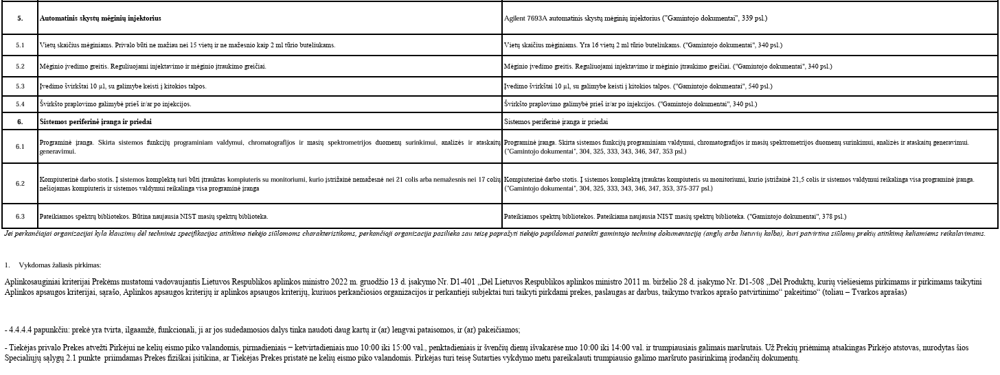 5. Automatinis skystų mėginių injektorius Agilent 7693A automatinis skystų mėginių injektorius ("Gamintojo dokumentai", 339 psl.)
5.1 Vietų skaičius mėginiams. Privalo būti ne mažiau nei 15 vietų ir ne mažesnio kaip 2 ml tūrio buteliukams. Vietų skaičius mėginiams. Yra 16 vietų 2 ml tūrio buteliukams. ("Gamintojo dokumentai", 340 psl.)
5.2 Mėginio įvedimo greitis. Reguliuojami injektavimo ir mėginio įtraukimo greičiai. Mėginio įvedimo greitis. Reguliuojami injektavimo ir mėginio įtraukimo greičiai. ("Gamintojo dokumentai", 340 psl.)
5.3 Įvedimo švirkštai 10 µl, su galimybe keisti į kitokios talpos. Įvedimo švirkštai 10 µl, su galimybe keisti į kitokios talpos. ("Gamintojo dokumentai", 540 psl.)
5.4 Švirkšto praplovimo galimybė prieš ir/ar po injekcijos. Švirkšto praplovimo galimybė prieš ir/ar po injekcijos. ("Gamintojo dokumentai", 340 psl.)
6. Sistemos periferinė įranga ir priedai Sistemos periferinė įranga ir priedai
6.1 Programinė įranga. Skirta sistemos funkcijų programiniam valdymui, chromatografijos ir masių spektrometrijos duomenų surinkimui, analizės ir ataskaitų
generavimui.
Programinė įranga. Skirta sistemos funkcijų programiniam valdymui, chromatografijos ir masių spektrometrijos duomenų surinkimui, analizės ir ataskaitų generavimui.
("Gamintojo dokumentai", 304, 325, 333, 343, 346, 347, 353 psl.)
6.2 Kompiuterinė darbo stotis. Į sistemos komplektą turi būti įtrauktas kompiuteris su monitoriumi, kurio įstrižainė nemažesnė nei 21 colis arba nemažesnis nei 17 colių
nešiojamas kompiuteris ir sistemos valdymui reikalinga visa programinė įranga
Kompiuterinė darbo stotis. Į sistemos komplektą įtrauktas kompiuteris su monitoriumi, kurio įstrižainė 21,5 colis ir sistemos valdymui reikalinga visa programinė įranga.
("Gamintojo dokumentai", 304, 325, 333, 343, 346, 347, 353, 375-377 psl.)
6.3 Pateikiamos spektrų bibliotekos. Būtina naujausia NIST masių spektrų biblioteka. Pateikiamos spektrų bibliotekos. Pateikiama naujausia NIST masių spektrų biblioteka. ("Gamintojo dokumentai", 378 psl.)
Jei perkančiajai organizacijai kyla klausimų dėl techninės specifikacijos atitikimo tiekėjo siūlomoms charakteristikoms, perkančioji organizacija pasilieka sau teisę paprašyti tiekėjo papildomai pateikti gamintojo techninę dokumentaciją (anglų arba lietuvių kalba), kuri patvirtina siūlomų prekių atitikimą keliamiems reikalavimams.
1. Vykdomas žaliasis pirkimas:
Aplinkosauginiai kriterijai Prekėms nustatomi vadovaujantis Lietuvos Respublikos aplinkos ministro 2022 m. gruodžio 13 d. įsakymo Nr. D1-401 „Dėl Lietuvos Respublikos aplinkos ministro 2011 m. birželio 28 d. įsakymo Nr. D1-508 „Dėl Produktų, kurių viešiesiems pirkimams ir pirkimams taikytini
Aplinkos apsaugos kriterijai, sąrašo, Aplinkos apsaugos kriterijų ir aplinkos apsaugos kriterijų, kuriuos perkančiosios organizacijos ir perkantieji subjektai turi taikyti pirkdami prekes, paslaugas ar darbus, taikymo tvarkos aprašo patvirtinimo“ pakeitimo“ (toliau – Tvarkos aprašas)
- 4.4.4.4 papunkčiu: prekė yra tvirta, ilgaamžė, funkcionali, ji ar jos sudedamosios dalys tinka naudoti daug kartų ir (ar) lengvai pataisomos, ir (ar) pakeičiamos;
- Tiekėjas privalo Prekes atvežti Pirkėjui ne kelių eismo piko valandomis, pirmadieniais – ketvirtadieniais nuo 10:00 iki 15:00 val., penktadieniais ir švenčių dienų išvakarėse nuo 10:00 iki 14:00 val. ir trumpiausiais galimais maršrutais. Už Prekių priėmimą atsakingas Pirkėjo atstovas, nurodytas šios
Specialiųjų sąlygų 2.1 punkte priimdamas Prekes fiziškai įsitikina, ar Tiekėjas Prekes pristatė ne kelių eismo piko valandomis. Pirkėjas turi teisę Sutarties vykdymo metu pareikalauti trumpiausio galimo maršruto pasirinkimą įrodančių dokumentų.